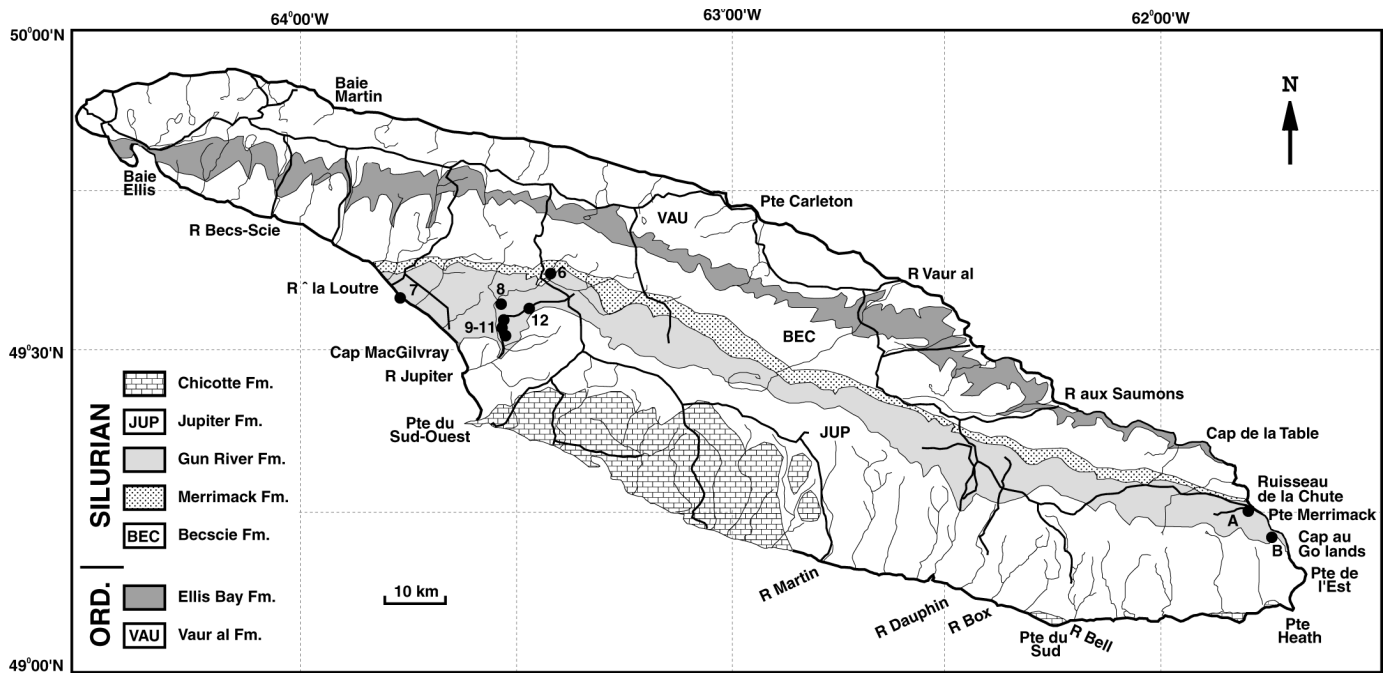 64°00'W
63°00'W
62°00'W
50°00'N
49°30'N
49°00'N
N
Baie
Martin
Baie
Ellis
R Becs-Scie
VAU
Pte Carleton
R Vaur al
R ˆ la Loutre
7
6
8
9-11
12
BEC
Cap MacGilvray
R Jupiter
Pte du
Sud-Ouest
R aux Saumons
Cap de la Table
JUP
Ruisseau
de la Chute
A
Pte Merrimack
B
Cap au
Go lands
Pte de
l'Est
Pte
Heath
R Martin
R Dauphin
R Box
Pte du
Sud
R Bell
10 km
SILURIAN
Chicotte Fm.
JUP Jupiter Fm.
Gun River Fm.
Merrimack Fm.
BEC Becscie Fm.
ORD.
Ellis Bay Fm.
VAU Vaur al Fm.